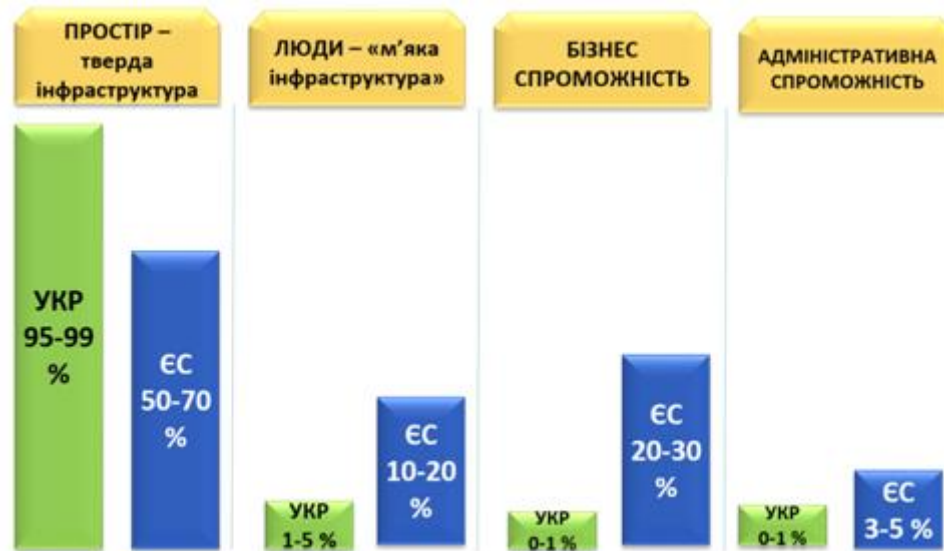 ПРОСТІР –
тверда
інфраструктура
ЛЮДИ – «м’яка
інфраструктура»
БІЗНЕС
СПРОМОЖНІСТЬ
АДМІНІСТРАТИВНА
СПРОМОЖНІСТЬ
УКР
95-99
%
ЄС
50-70
%
УКР
1-5 %
ЄС
10-20
%
УКР
0-1 %
ЄС
20-30
%
УКР
0-1 %
ЄС
3-5 %